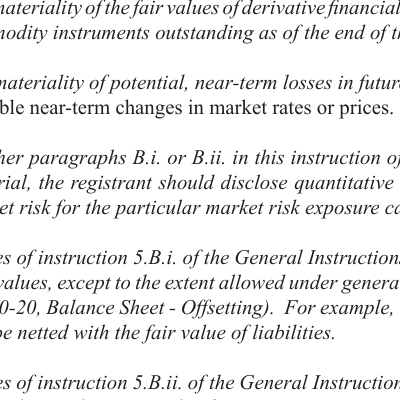 materiality of the fair values of derivative financial
modity instruments outstanding as of the end of t
materiality of potential, near-term losses in futur
ble near-term changes in market rates or prices.
her paragraphs B.i. or B.ii. in this instruction of
rial, the registrant should disclose quantitative
et risk for the particular market risk exposure ca
es of instruction 5.B.i. of the General Instruction
values, except to the extent allowed under genera
0-20, Balance Sheet - Offsetting). For example,
be netted with the fair value of liabilities.
es of instruction 5.B.ii. of the General Instruction